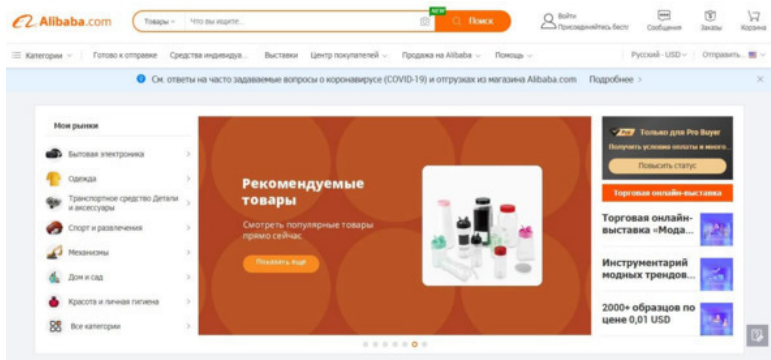 Alibaba.com
Товары
Что вы ищите...
NEW
Поиск
Войти
Присоединяйтесь беспл
Сообщения
Заказы
Корзина
Категории
Готово к отправке
Средства индивидуа...
Выставки
Центр покупателей
Продажа на Alibaba
Помощь
Русский - USD
Отправить...
См. ответы на часто задаваемые вопросы о коронавирусе (COVID-19) и отгрузках из магазина Alibaba.com
Подробнее
Мои рынки
Бытовая электроника
Одежда
Транспортное средство Детали
и аксессуары
Спорт и развлечения
Механизмы
Дом и сад
Красота и личная гигиена
Все категории
Рекомендуемые
товары
Смотреть популярные товары
прямо сейчас
Показать еще
Только для Pro Buyer
Получить условия оплаты и много...
Повысить статус
Торговая онлайн-выставка
Торговая онлайн-
выставка «Мода...
Инструментарий
модных трендов...
2000+ образцов по
цене 0,01 USD